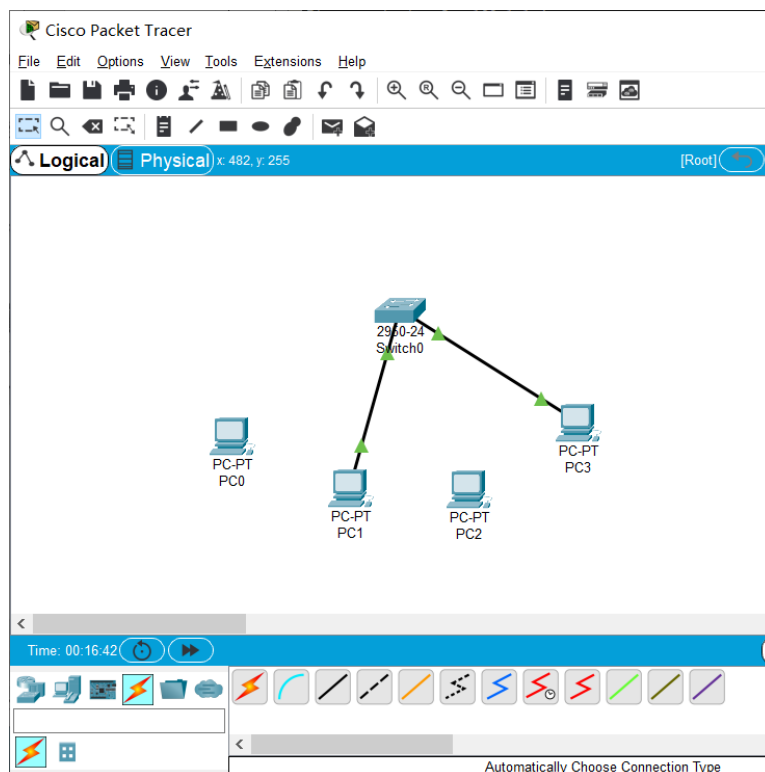 Cisco Packet Tracer
File Edit Options View Tools Extensions Help
Logical Physical x: 482, y: 255 [Root]
2950-24
Switch0
PC-PT
PC3
PC-PT
PC0
PC-PT
PC1
PC-PT
PC2
Time: 00:16:42
Automatically Choose Connection Type